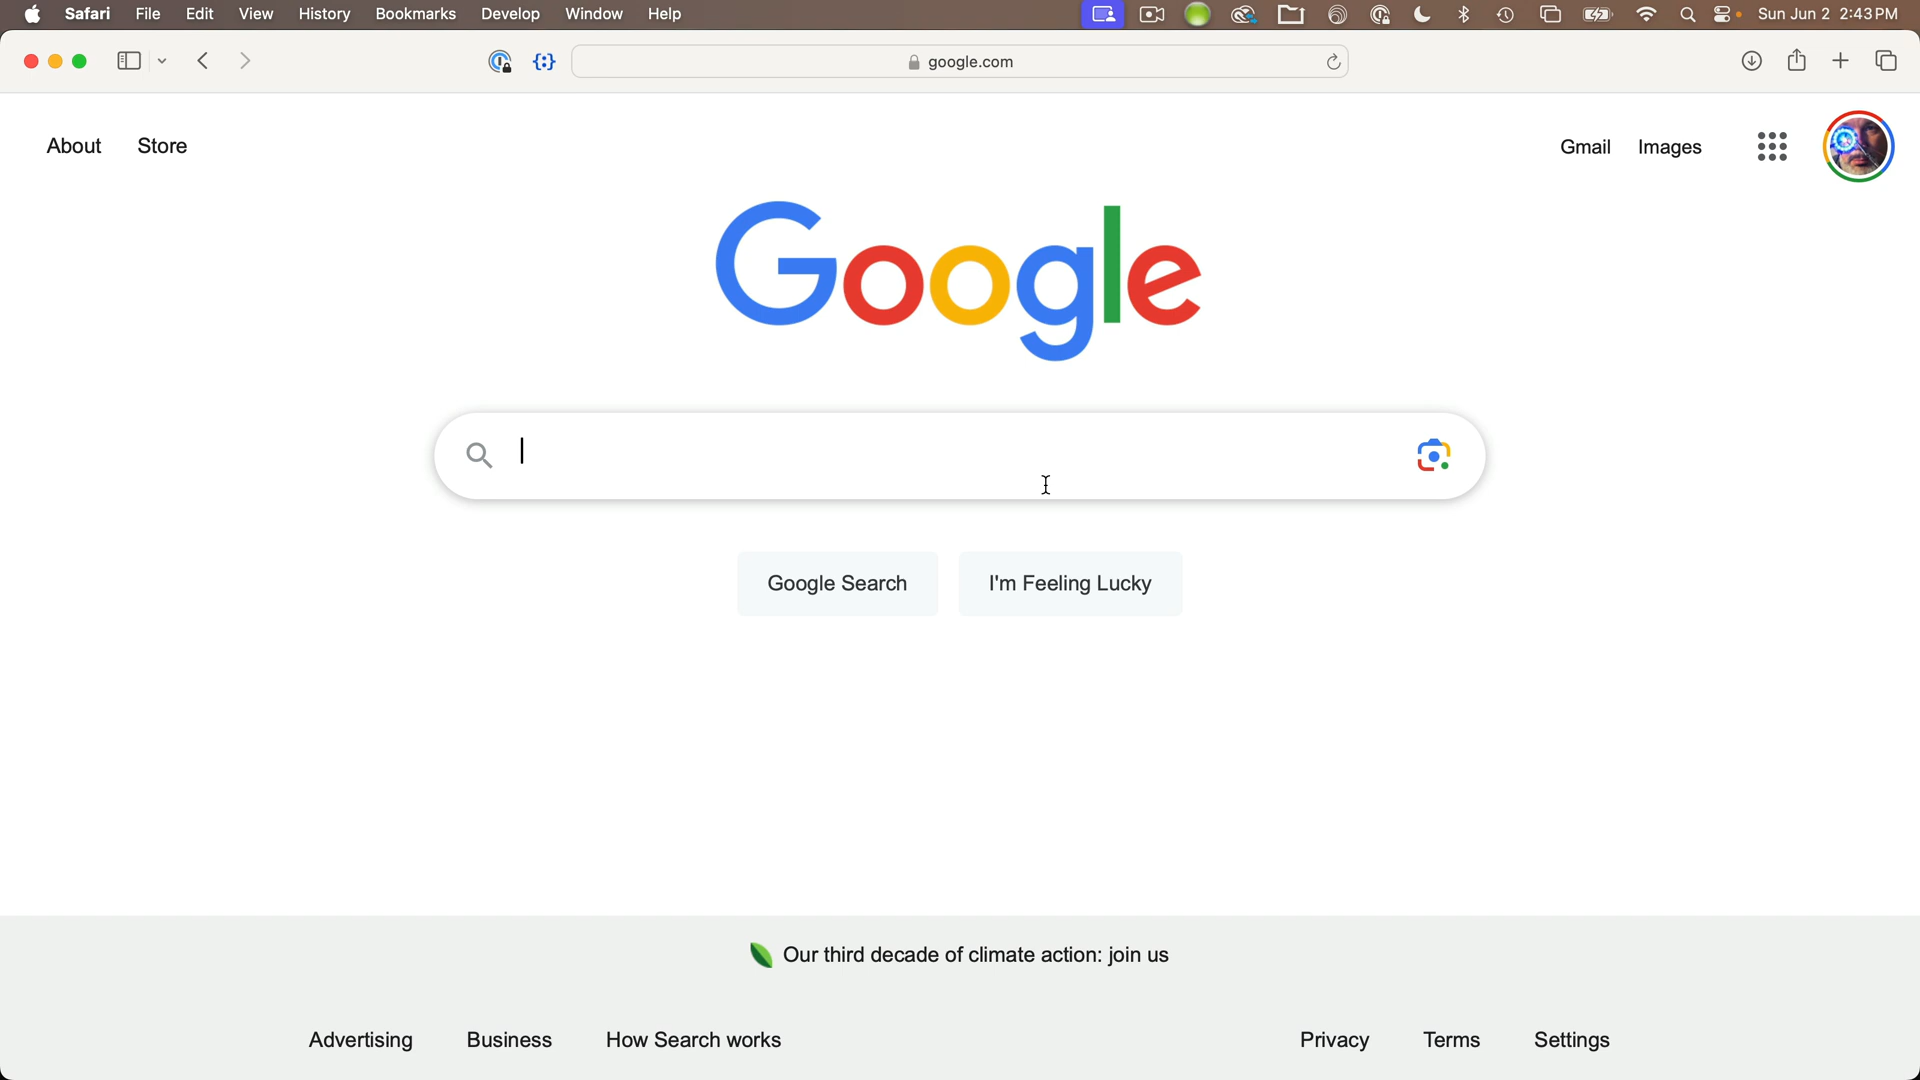 Safari File Edit View History Bookmarks Develop Window Help Sun Jun 2 2:43 PM
google.com
About Store Gmail Images
Google
Google Search I'm Feeling Lucky
Our third decade of climate action: join us
Advertising Business How Search works Privacy Terms Settings